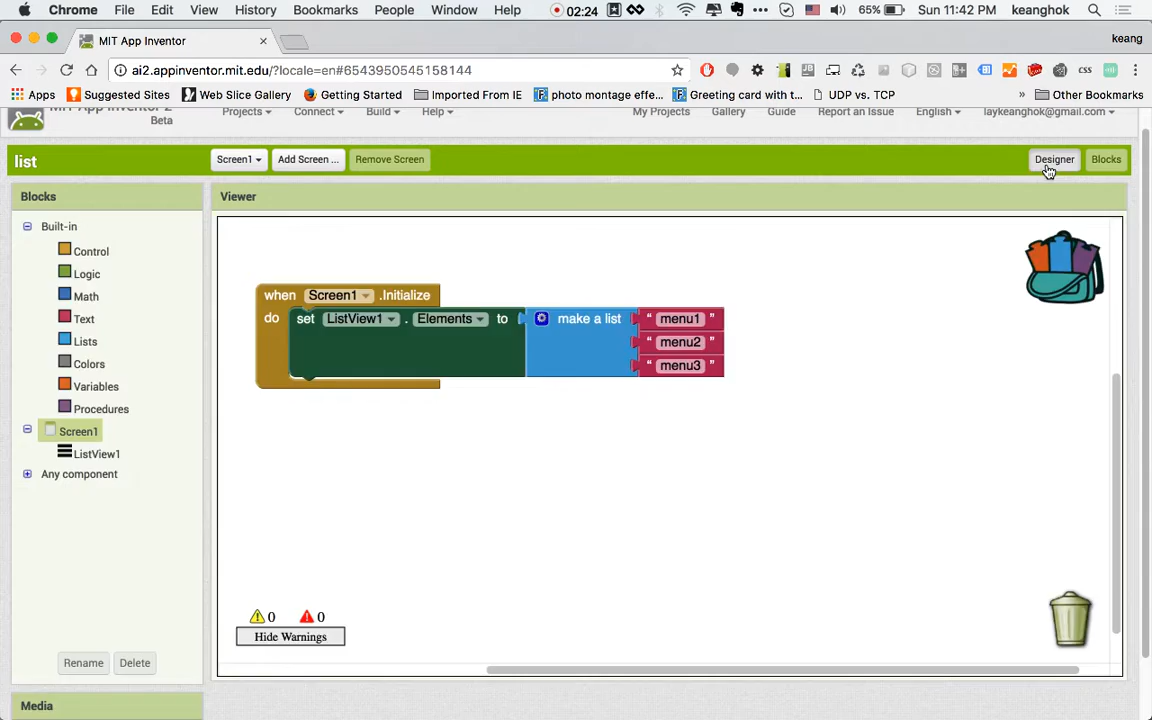 Chrome File Edit View History Bookmarks People Window Help 02:24 65% Sun 11:42 PM keanghok
MIT App Inventor keang
ai2.appinventor.mit.edu/?locale=en#6543950545158144
Apps Suggested Sites Web Slice Gallery Getting Started Imported From IE photo montage effe... Greeting card with t... UDP vs. TCP » Other Bookmarks
MIT App Inventor 2
Beta
Projects Connect Build Help My Projects Gallery Guide Report an Issue English laykeanghok@gmail.com
list Screen1 Add Screen ... Remove Screen Designer Blocks
Blocks Viewer
Built-in
Control
Logic
Math
Text
Lists
Colors
Variables
Procedures
Screen1
ListView1
Any component
Rename Delete
Media
when Screen1 .Initialize
do set ListView1 . Elements to make a list “ menu1 ”
“ menu2 ”
“ menu3 ”
0 0
Hide Warnings